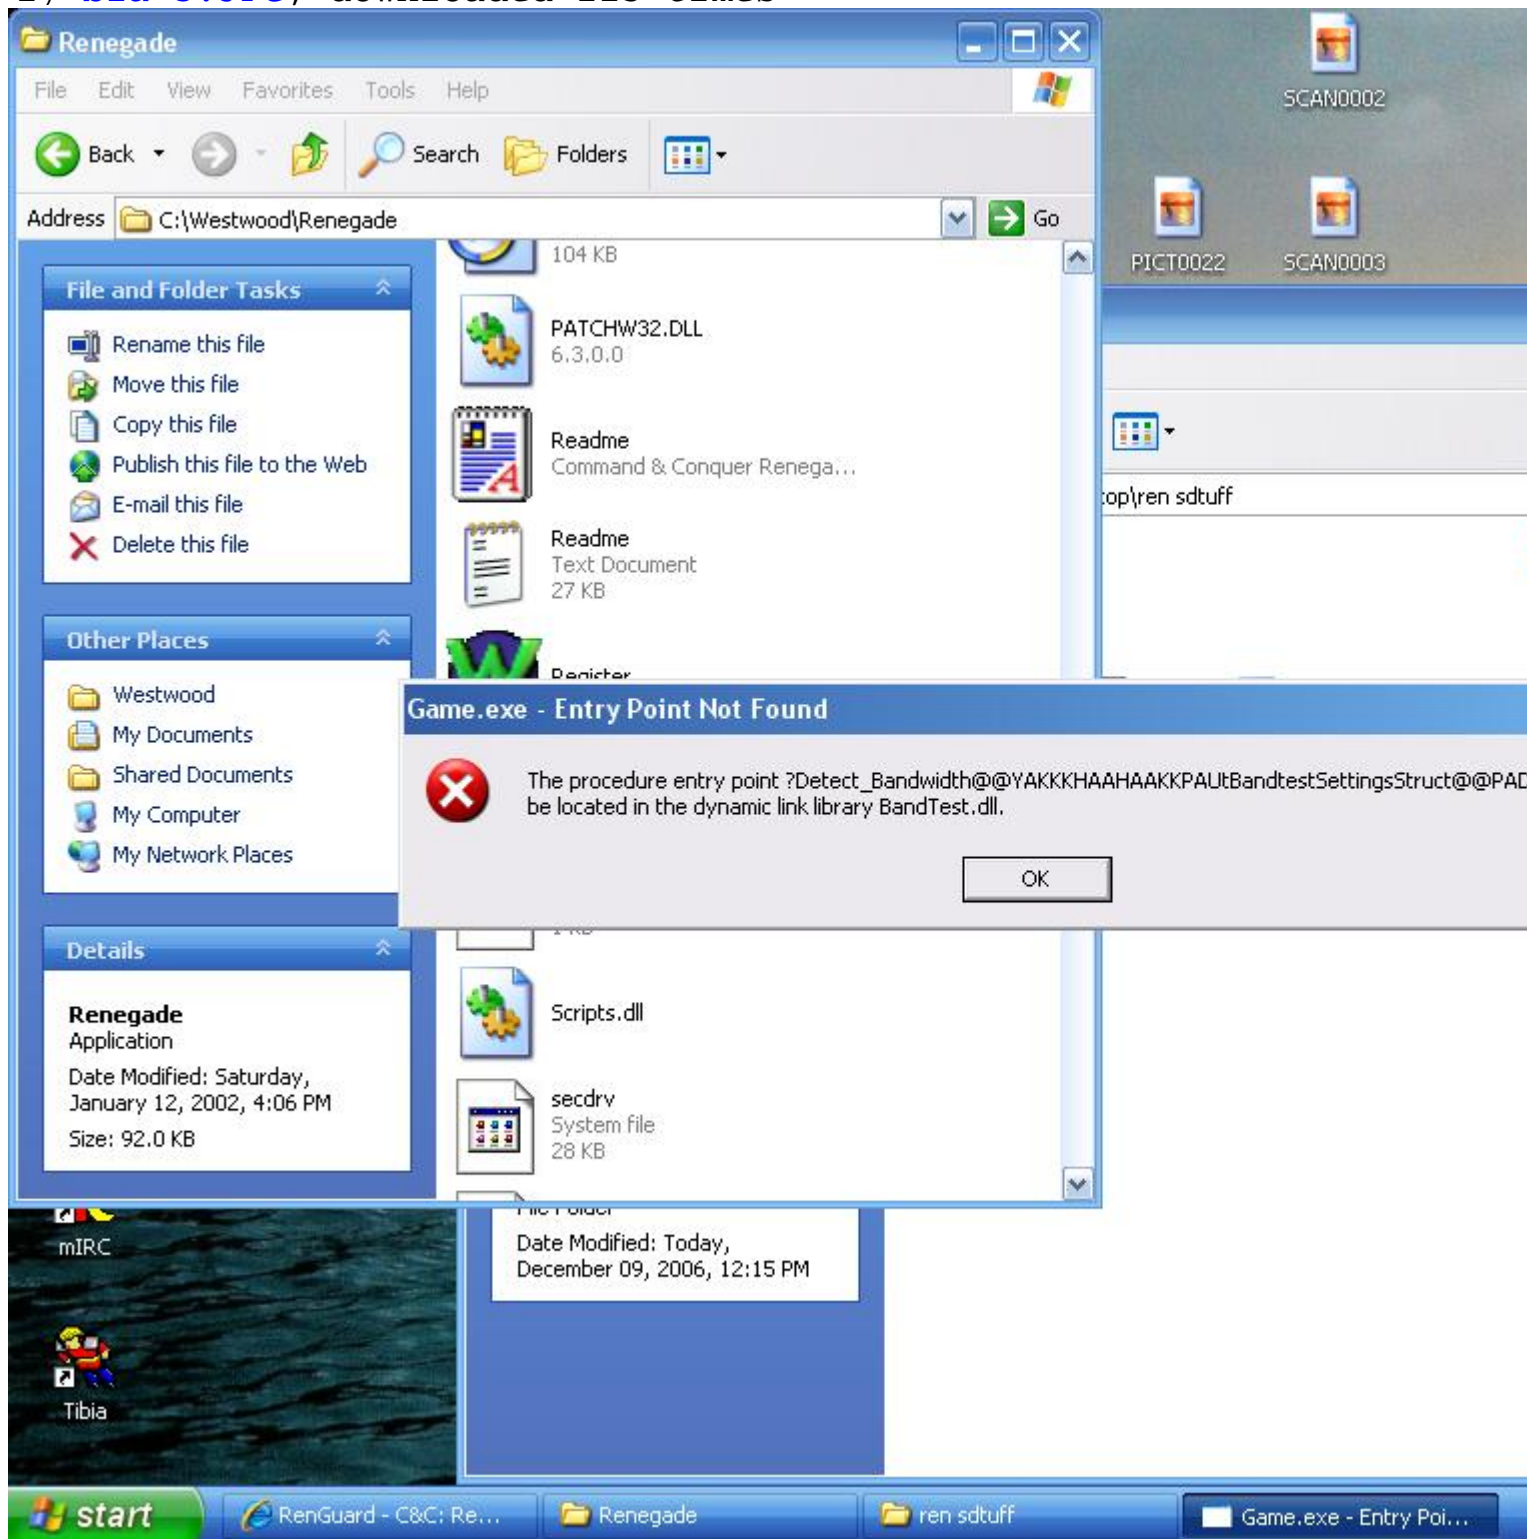 Renegade
File Edit View Favorites Tools Help
Back Search Folders
Address C:\Westwood\Renegade Go
File and Folder Tasks
Rename this file
Move this file
Copy this file
Publish this file to the Web
E-mail this file
Delete this file
Other Places
Westwood
My Documents
Shared Documents
My Computer
My Network Places
Details
Renegade
Application
Date Modified: Saturday,
January 12, 2002, 4:06 PM
Size: 92.0 KB
104 KB
PATCHW32.DLL
6.3.0.0
Readme
Command & Conquer Renega...
Readme
Text Document
27 KB
Register
Scripts.dll
secdrv
System file
28 KB
SCAN0002
PICT0022
SCAN0003
top\ren sdtuff
Game.exe - Entry Point Not Found
The procedure entry point ?Detect_Bandwidth@@YAKKKHAAHAAKKPAUtBandtestSettingsStruct@@PAD
be located in the dynamic link library BandTest.dll.
OK
File Folder
Date Modified: Today,
December 09, 2006, 12:15 PM
mIRC
Tibia
start
RenGuard - C&C: Re...
Renegade
ren sdtuff
Game.exe - Entry Poi...